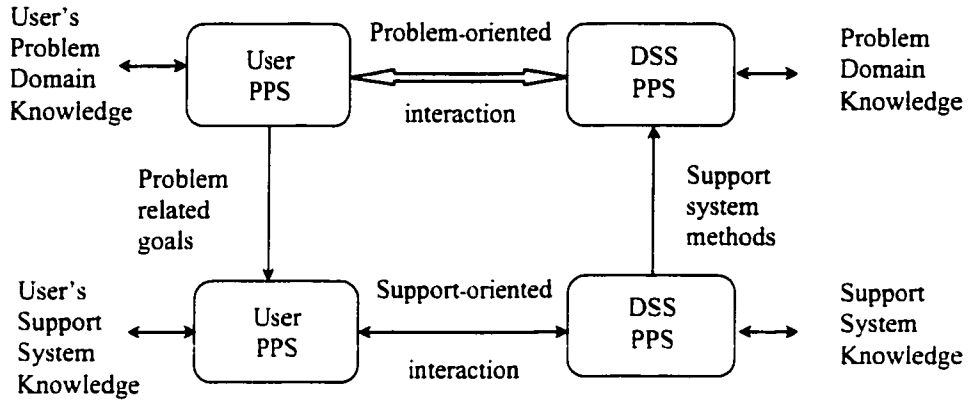 User's
Problem
Domain
Knowledge
User
PPS
Problem-oriented
interaction
DSS
PPS
Problem
Domain
Knowledge
Problem
related
goals
Support
system
methods
User's
Support
System
Knowledge
User
PPS
Support-oriented
interaction
DSS
PPS
Support
System
Knowledge